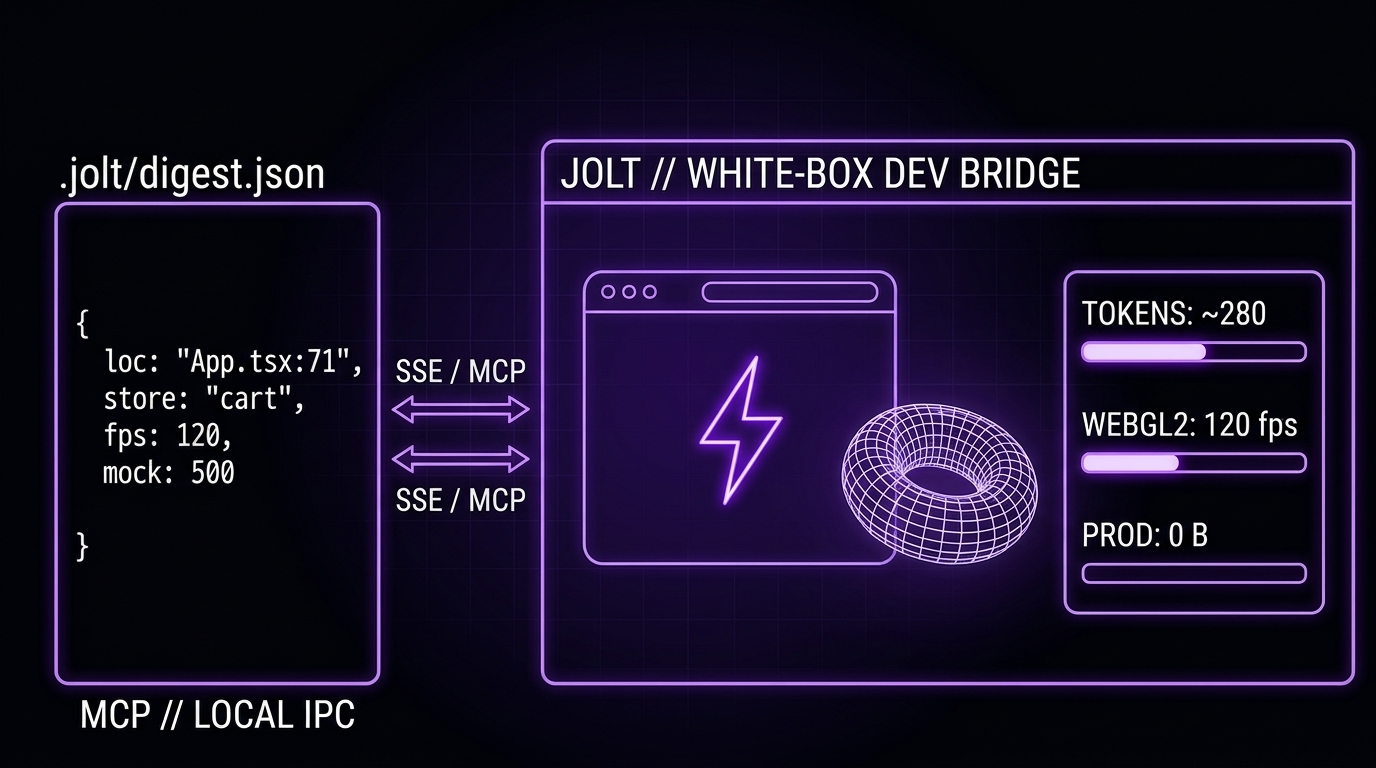 .jolt/digest.json
{
loc: "App.tsx:71",
store: "cart",
fps: 120,
mock: 500
}
MCP // LOCAL IPC
SSE / MCP
SSE / MCP
JOLT // WHITE-BOX DEV BRIDGE
TOKENS: ~280
WEBGL2: 120 fps
PROD: 0 B